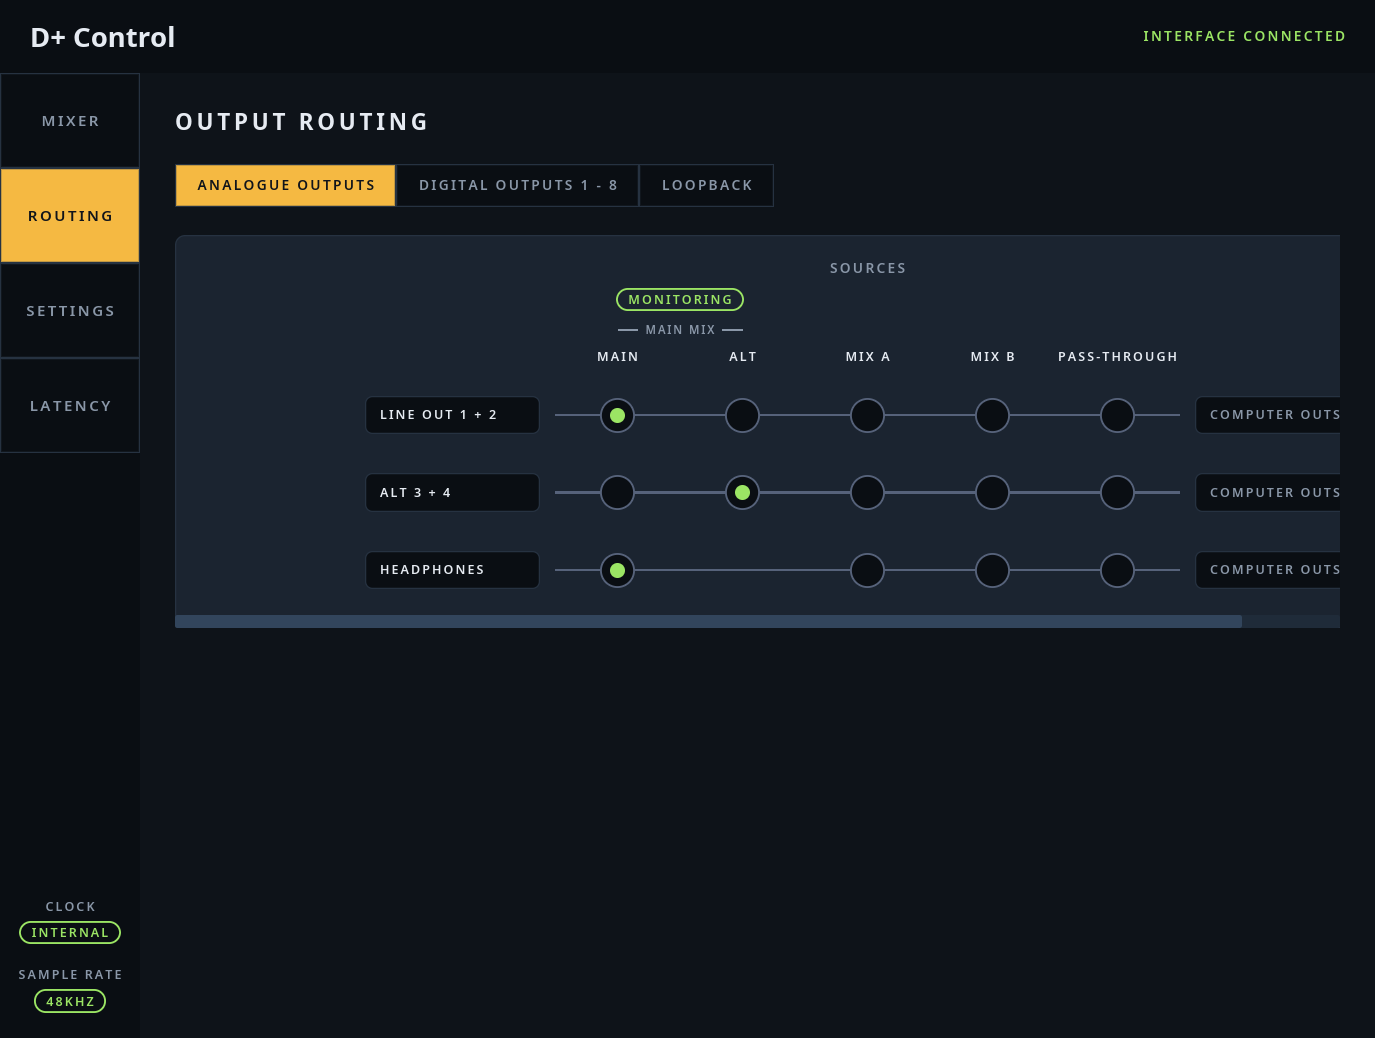 D+ Control
INTERFACE CONNECTED
MIXER
ROUTING
SETTINGS
LATENCY
CLOCK
INTERNAL
SAMPLE RATE
48KHZ
OUTPUT ROUTING
ANALOGUE OUTPUTS
DIGITAL OUTPUTS 1 - 8
LOOPBACK
SOURCES
MONITORING
MAIN MIX
MAIN ALT MIX A MIX B PASS-THROUGH
LINE OUT 1 + 2 COMPUTER OUTS
ALT 3 + 4 COMPUTER OUTS
HEADPHONES COMPUTER OUTS